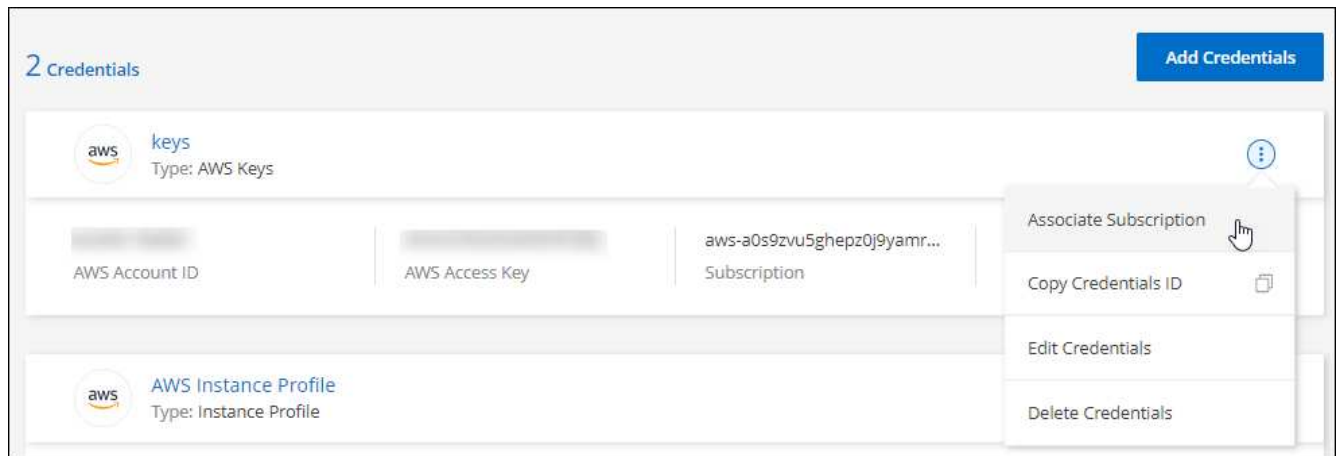 2 Credentials
Add Credentials
aws
keys
Type: AWS Keys
AWS Account ID
AWS Access Key
aws-a0s9zvu5ghepz0j9yamr...
Subscription
Associate Subscription
Copy Credentials ID
Edit Credentials
Delete Credentials
aws
AWS Instance Profile
Type: Instance Profile